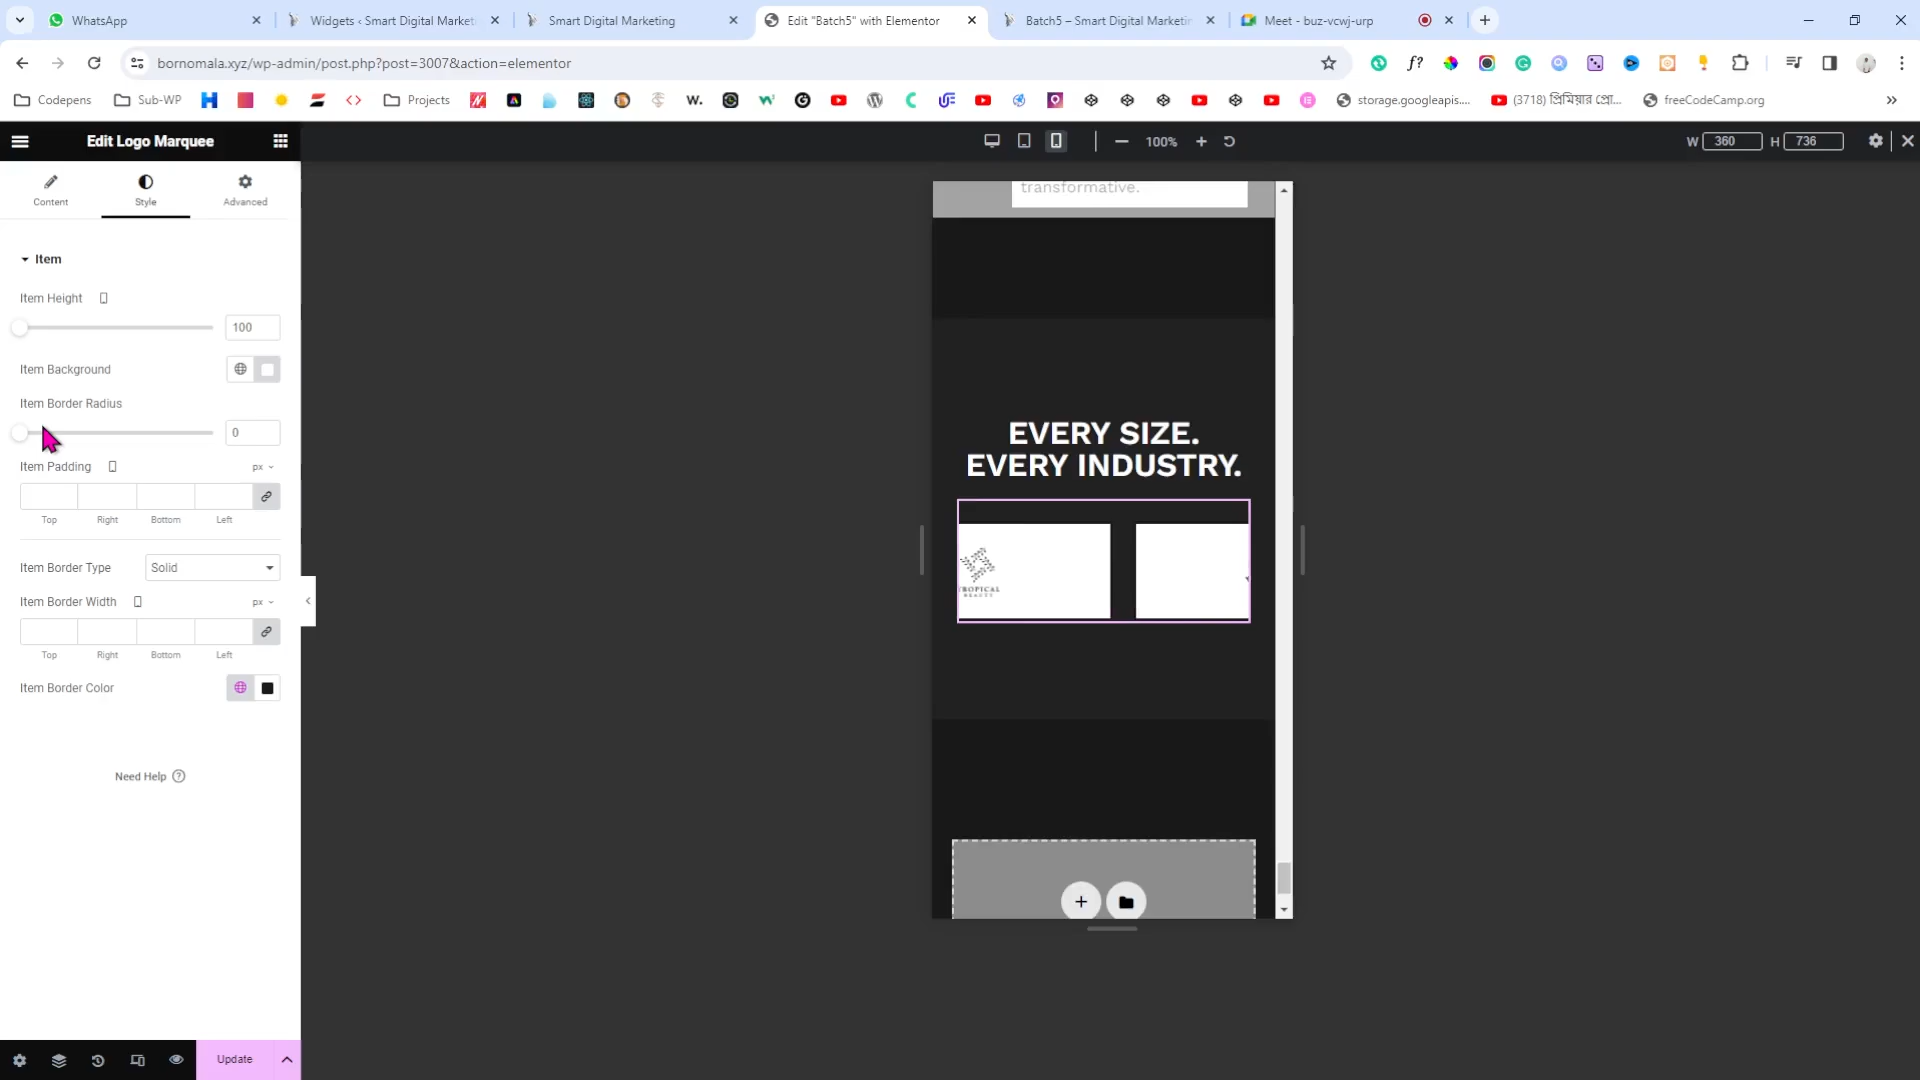 WhatsApp
Widgets ‹ Smart Digital Market
Smart Digital Marketing
Edit "Batch5" with Elementor
Batch5 – Smart Digital Marketin
Meet - buz-vcwj-urp
bornomala.xyz/wp-admin/post.php?post=3007&action=elementor
Codepens
Sub-WP
Projects
storage.googleapis....
(3718) প্রিমিয়ার প্রো...
freeCodeCamp.org
Edit Logo Marquee
100%
W 360 H 736
Content
Style
Advanced
Item
Item Height
100
Item Background
Item Border Radius
0
Item Padding
px
Top Right Bottom Left
Item Border Type
Solid
Item Border Width
px
Top Right Bottom Left
Item Border Color
Need Help
Update
transformative.
EVERY SIZE.
EVERY INDUSTRY.
TROPICAL
BEAUTY